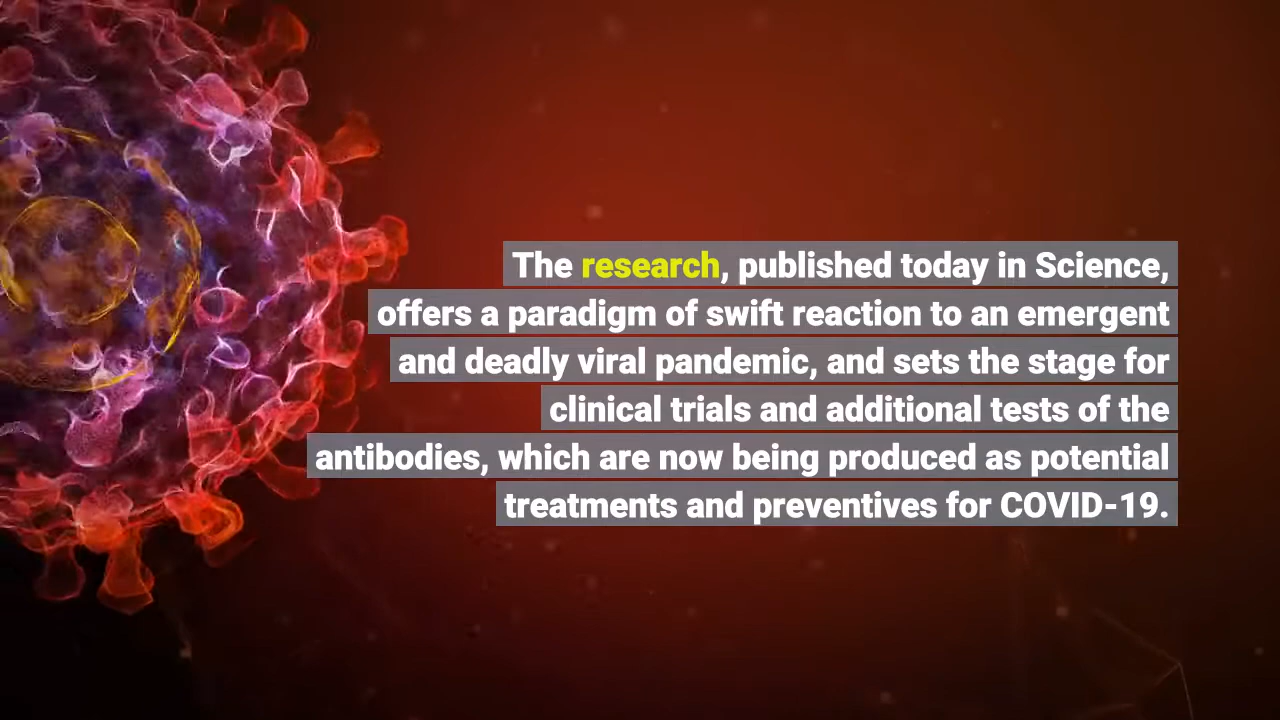 The research, published today in Science,
offers a paradigm of swift reaction to an emergent
and deadly viral pandemic, and sets the stage for
clinical trials and additional tests of the
antibodies, which are now being produced as potential
treatments and preventives for COVID-19.